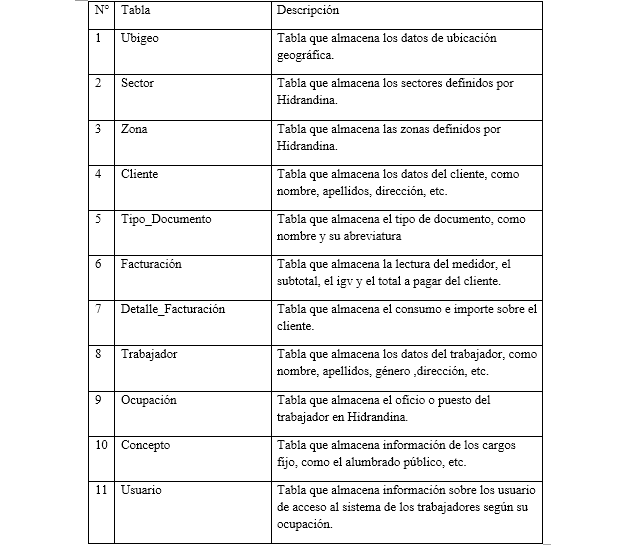 N° Tabla Descripción
1 Ubigeo Tabla que almacena los datos de ubicación
geográfica.
2 Sector Tabla que almacena los sectores definidos por
Hidrandina.
3 Zona Tabla que almacena las zonas definidos por
Hidrandina.
4 Cliente Tabla que almacena los datos del cliente, como
nombre, apellidos, dirección, etc.
5 Tipo_Documento Tabla que almacena el tipo de documento, como
nombre y su abreviatura
6 Facturación Tabla que almacena la lectura del medidor, el
subtotal, el igv y el total a pagar del cliente.
7 Detalle_Facturación Tabla que almacena el consumo e importe sobre el
cliente.
8 Trabajador Tabla que almacena los datos del trabajador, como
nombre, apellidos, género ,dirección, etc.
9 Ocupación Tabla que almacena el oficio o puesto del
trabajador en Hidrandina.
10 Concepto Tabla que almacena información de los cargos
fijo, como el alumbrado público, etc.
11 Usuario Tabla que almacena información sobre los usuario
de acceso al sistema de los trabajadores según su
ocupación.